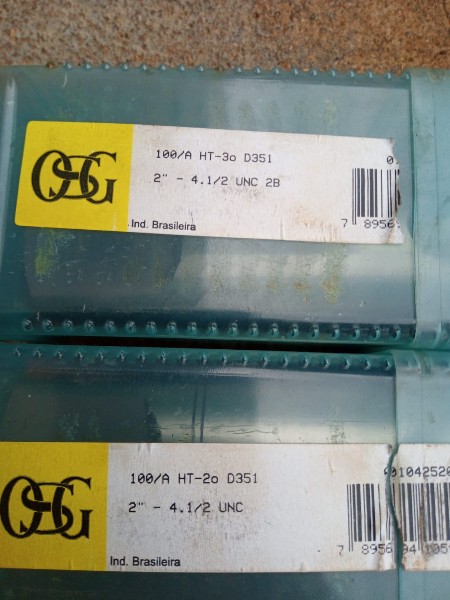 OSG
100/A HT-3o D351
2" - 4.1/2 UNC 2B
Ind. Brasileira
OSG
100/A HT-2o D351
2" - 4.1/2 UNC
Ind. Brasileira